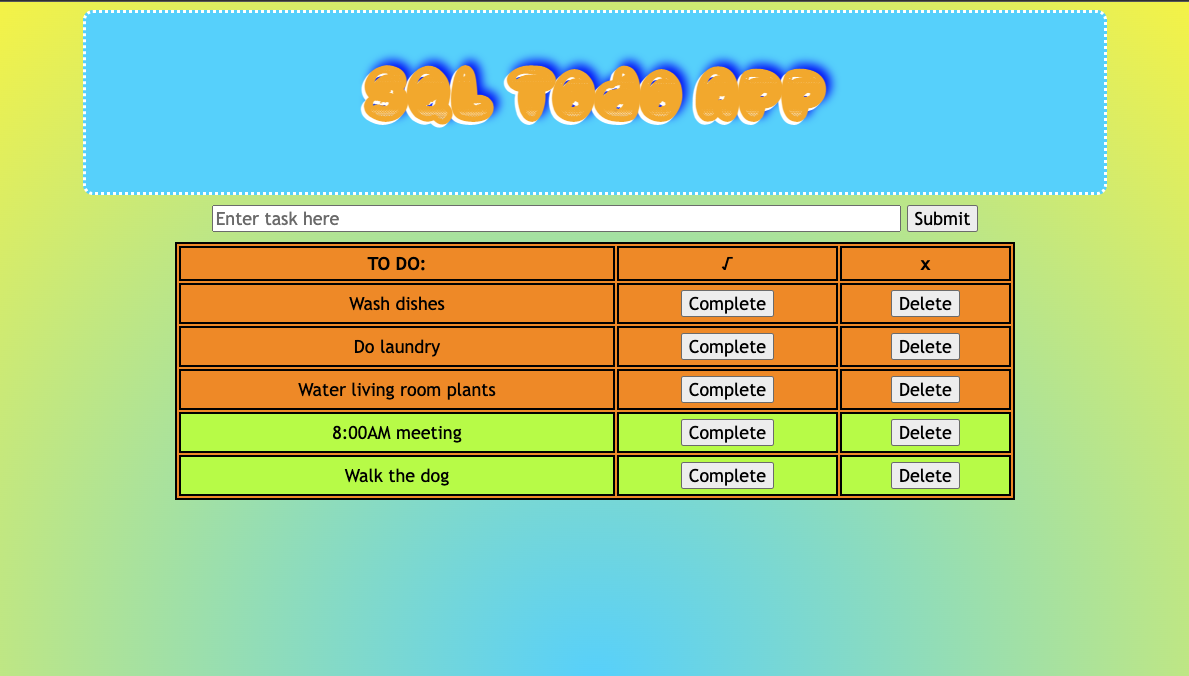 SQL Todo App
Enter task here Submit
TO DO: √ x
Wash dishes Complete Delete
Do laundry Complete Delete
Water living room plants Complete Delete
8:00AM meeting Complete Delete
Walk the dog Complete Delete